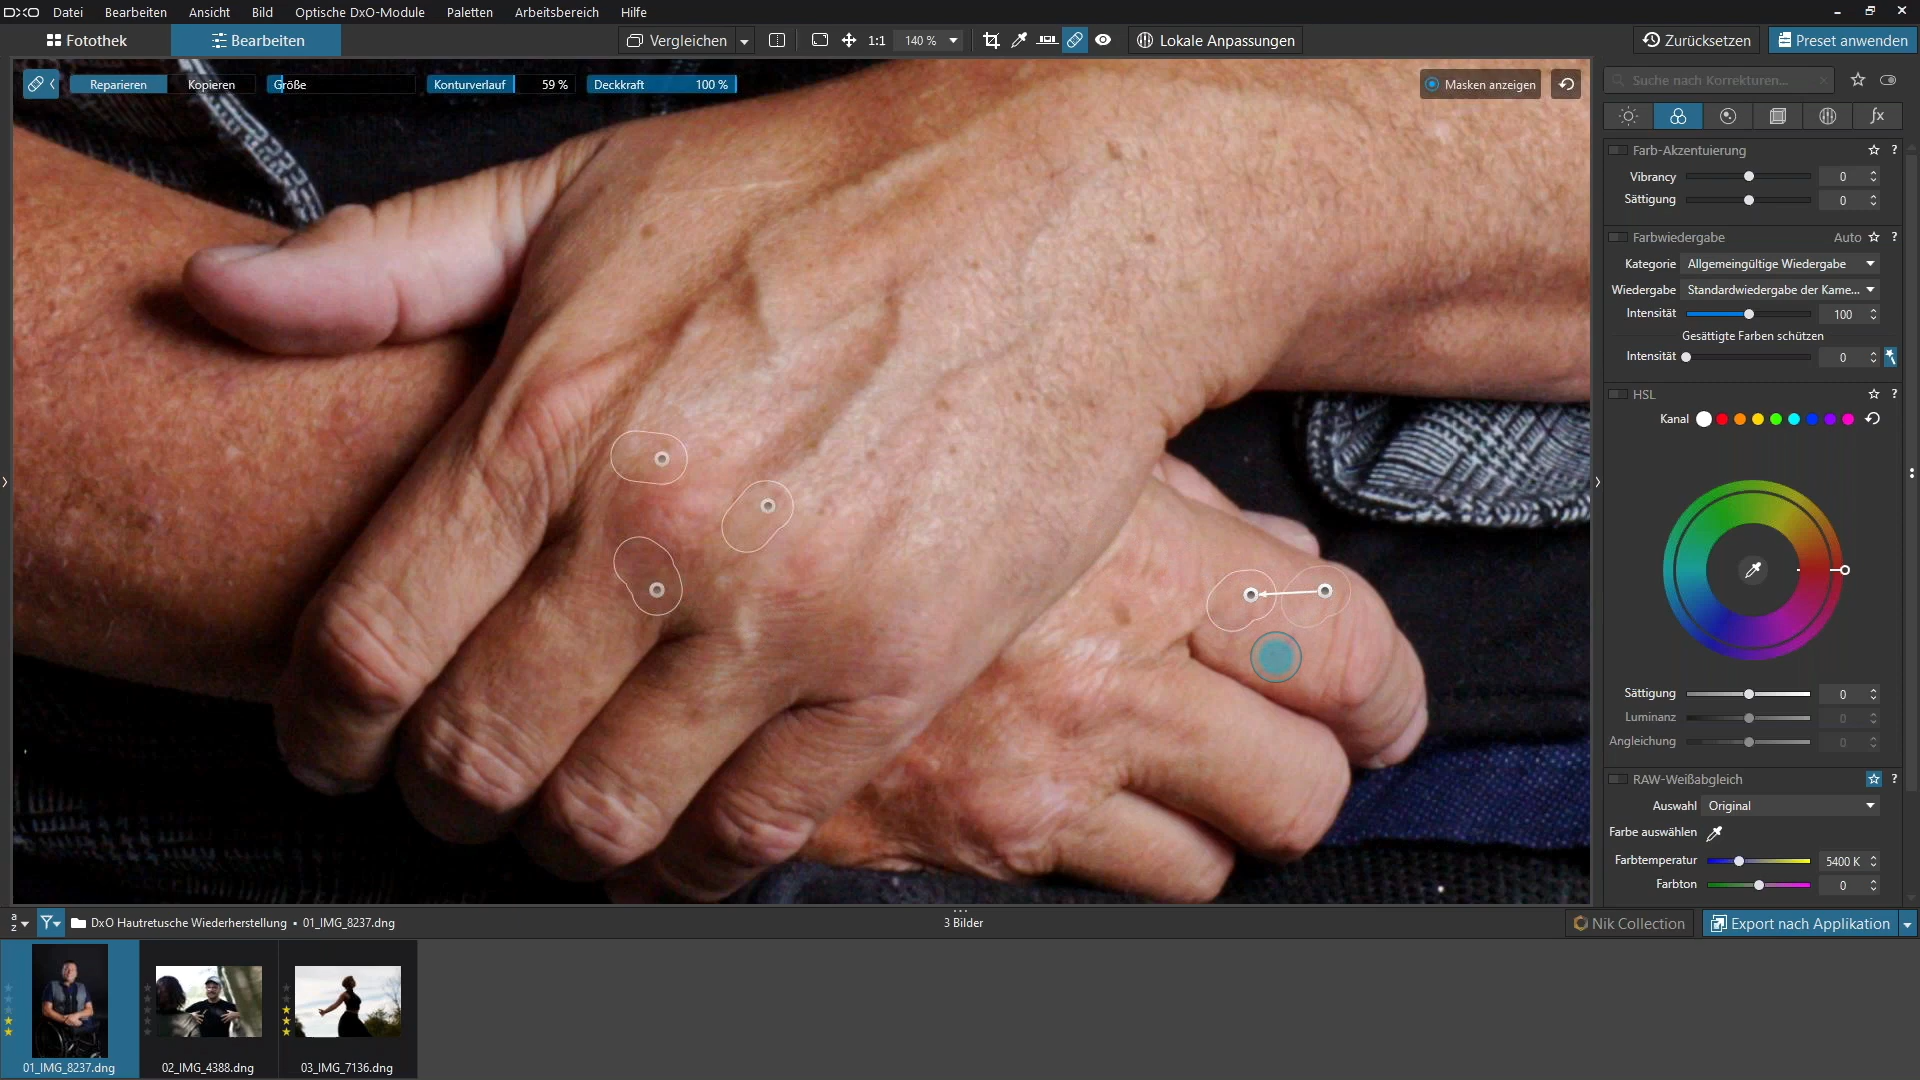 DXO Datei Bearbeiten Ansicht Bild Optische DxO-Module Paletten Arbeitsbereich Hilfe
Fotothek Bearbeiten Vergleichen 1:1 140 % Lokale Anpassungen Zurücksetzen Preset anwenden
Reparieren Kopieren Größe Konturverlauf 59 % Deckkraft 100 % Masken anzeigen
Suche nach Korrekturen...
fx
Farb-Akzentuierung ?
Vibrancy 0
Sättigung 0
Farbwiedergabe Auto ?
Kategorie Allgemeingültige Wiedergabe
Wiedergabe Standardwiedergabe der Kame...
Intensität 100
Gesättigte Farben schützen
Intensität 0
HSL ?
Kanal
Sättigung 0
Luminanz 0
Angleichung 0
RAW-Weißabgleich ?
Auswahl Original
Farbe auswählen
Farbtemperatur 5400 K
Farbton 0
a z DxO Hautretusche Wiederherstellung • 01_IMG_8237.dng 3 Bilder Nik Collection Export nach Applikation
01_IMG_8237.dng 02_IMG_4388.dng 03_IMG_7136.dng